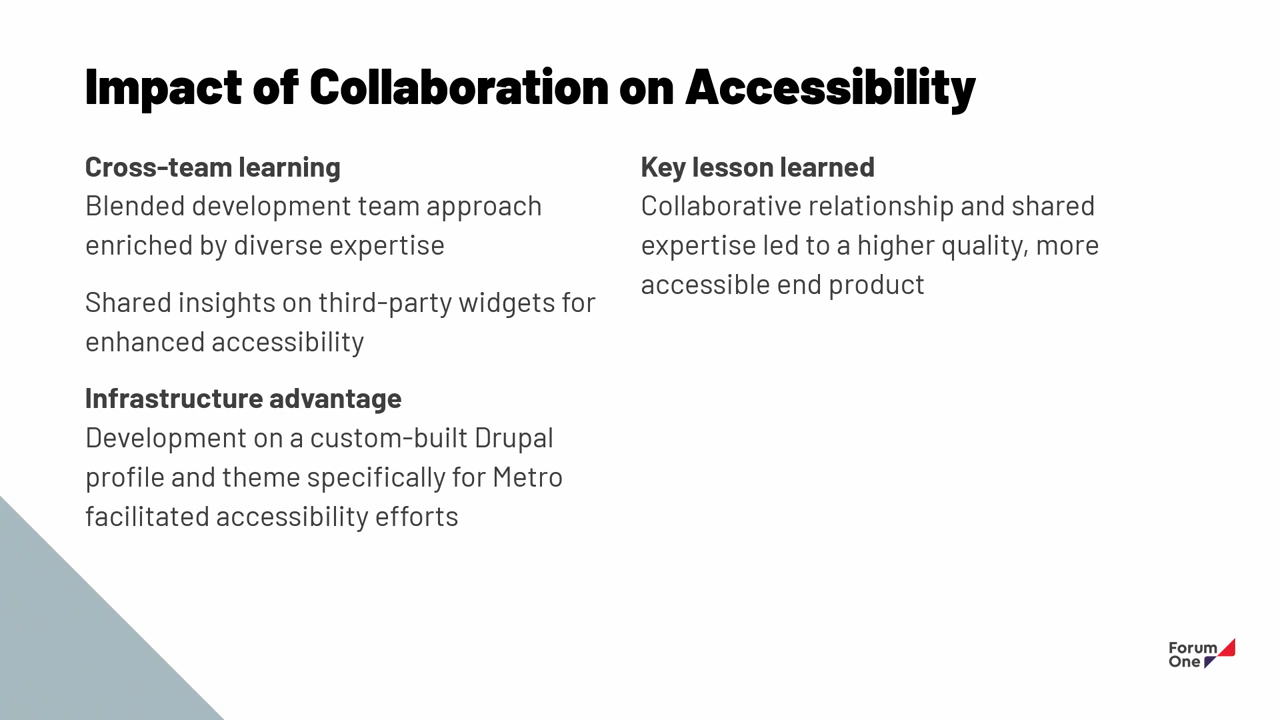 Impact of Collaboration on Accessibility
Cross-team learning
Blended development team approach
enriched by diverse expertise
Shared insights on third-party widgets for
enhanced accessibility
Infrastructure advantage
Development on a custom-built Drupal
profile and theme specifically for Metro
facilitated accessibility efforts
Key lesson learned
Collaborative relationship and shared
expertise led to a higher quality, more
accessible end product
Forum
One